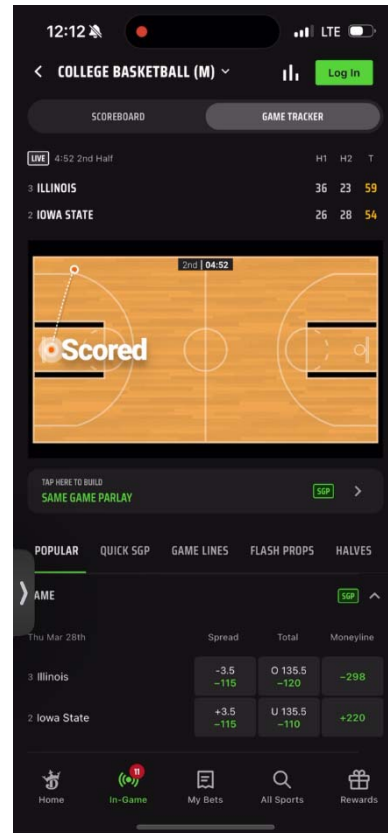 12:12 LTE
COLLEGE BASKETBALL (M) Log In
SCOREBOARD GAME TRACKER
LIVE 4:52 2nd Half H1 H2 T
3 ILLINOIS 36 23 59
2 IOWA STATE 26 28 54
2nd | 04:52
Scored
TAP HERE TO BUILD
SAME GAME PARLAY SGP
POPULAR QUICK SGP GAME LINES FLASH PROPS HALVES
AME SGP
Thu Mar 28th Spread Total Moneyline
3 Illinois -3.5 O 135.5 −298
−115 −120
2 Iowa State +3.5 U 135.5 +220
−115 −110
11
Home In-Game My Bets All Sports Rewards